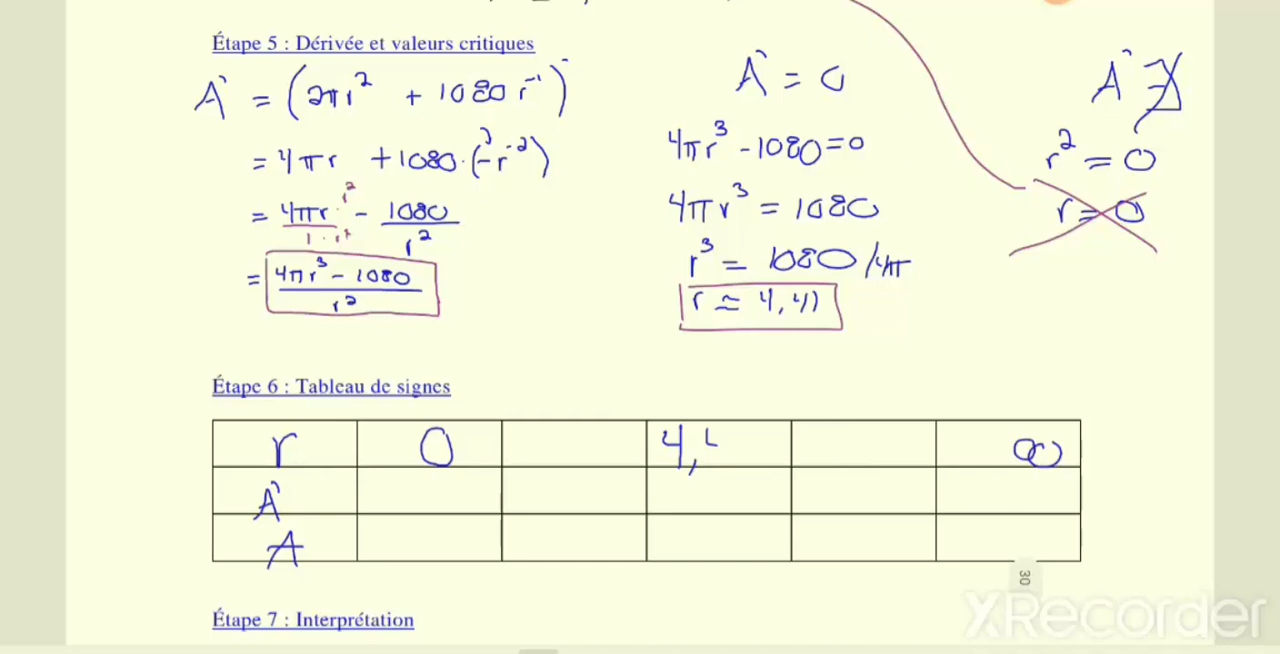 Étape 5 : Dérivée et valeurs critiques
A' = (2πr² + 1080 r⁻¹)'
= 4πr + 1080·(-r⁻²)
= 4πr · r² / 1 · r² - 1080 / r²
= 4πr³ - 1080 / r²
A' = 0
4πr³ - 1080 = 0
4πr³ = 1080
r³ = 1080 / 4π
r ≈ 4,41
A' ∄
r² = 0
r = 0
Étape 6 : Tableau de signes
r 0 4, ∞
A'
A
30
Étape 7 : Interprétation
XRecorder